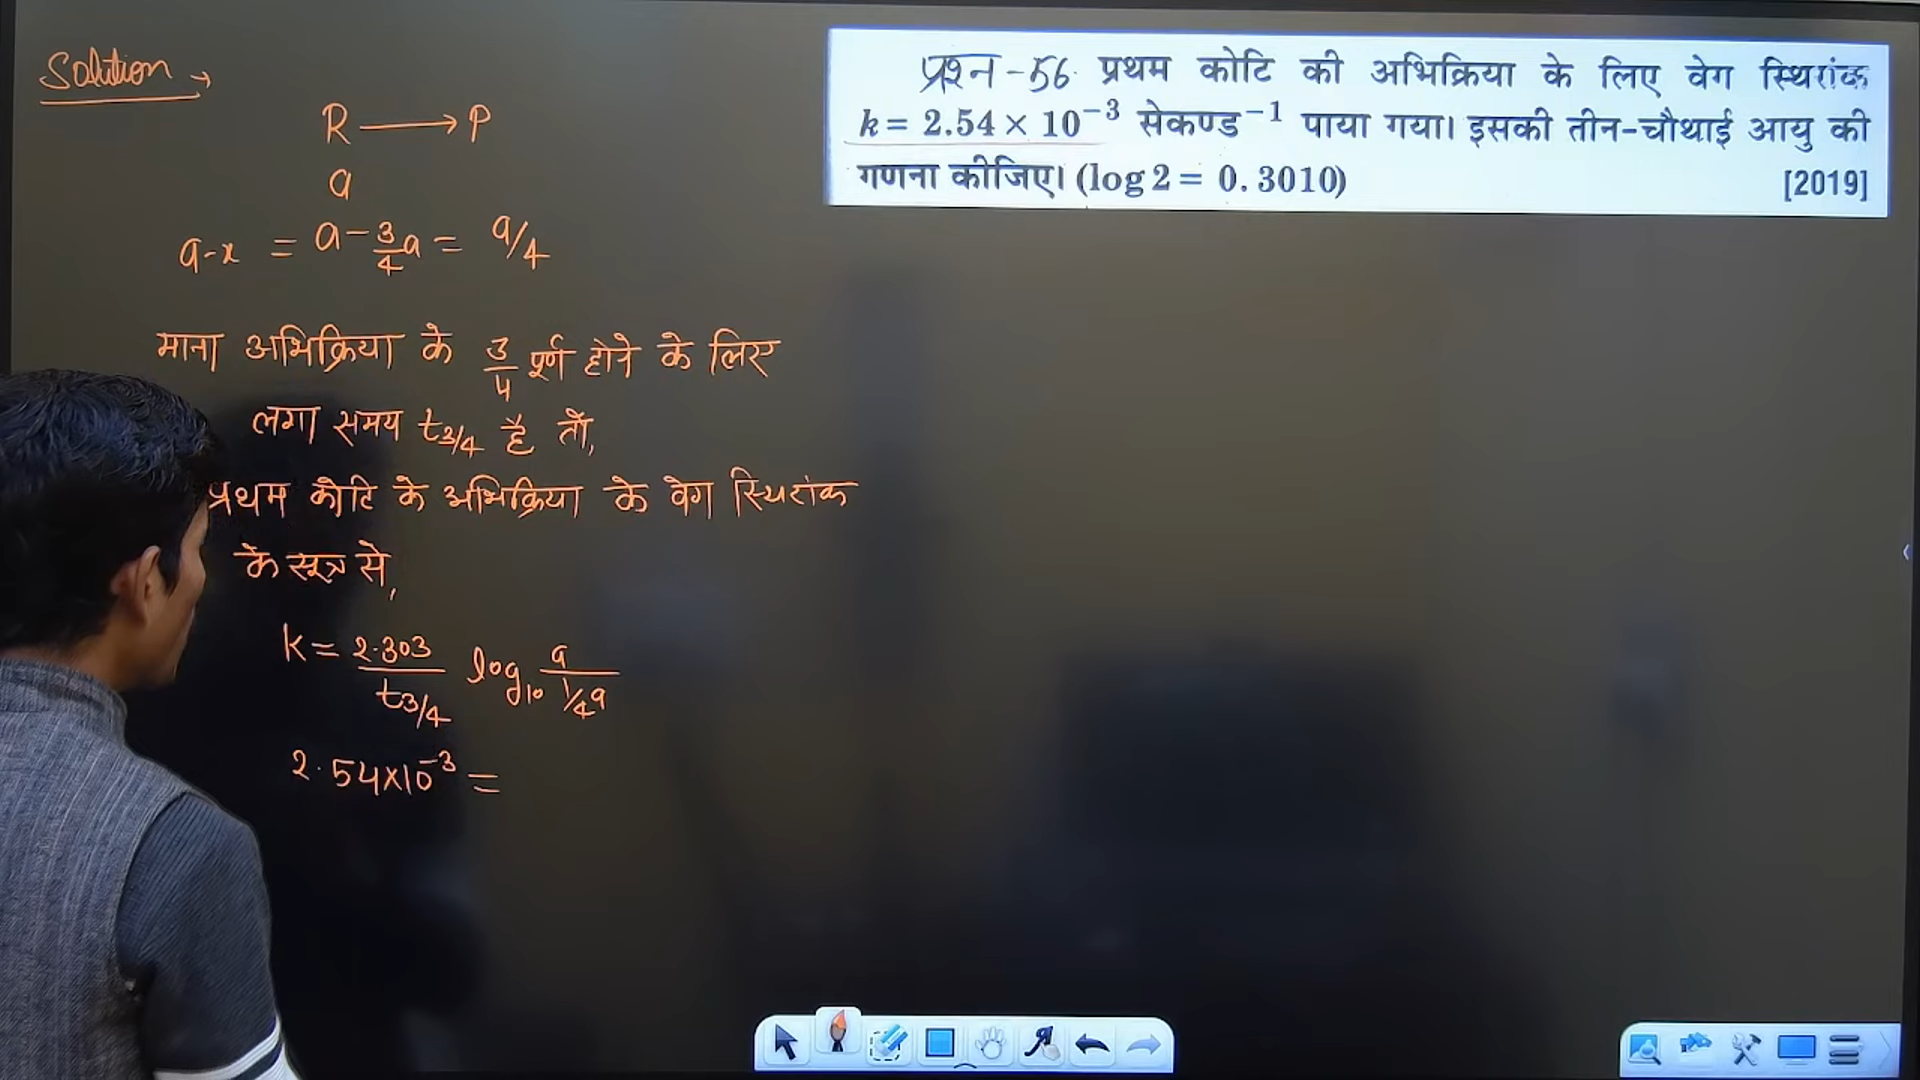 Solution →
R → P
a
a-x = a - 3/4 a = a/4
माना अभिक्रिया के 3/4 पूर्ण होने के लिए
लगा समय t3/4 है तो,
प्रथम कोटि के अभिक्रिया के वेग स्थिरांक
के सूत्र से,
k = 2.303/t3/4 log10 a/(1/4 a)
2.54×10⁻³ =
प्रश्न -56. प्रथम कोटि की अभिक्रिया के लिए वेग स्थिरांक
k = 2.54 × 10⁻³ सेकण्ड⁻¹ पाया गया। इसकी तीन-चौथाई आयु की
गणना कीजिए। (log 2 = 0.3010) [2019]